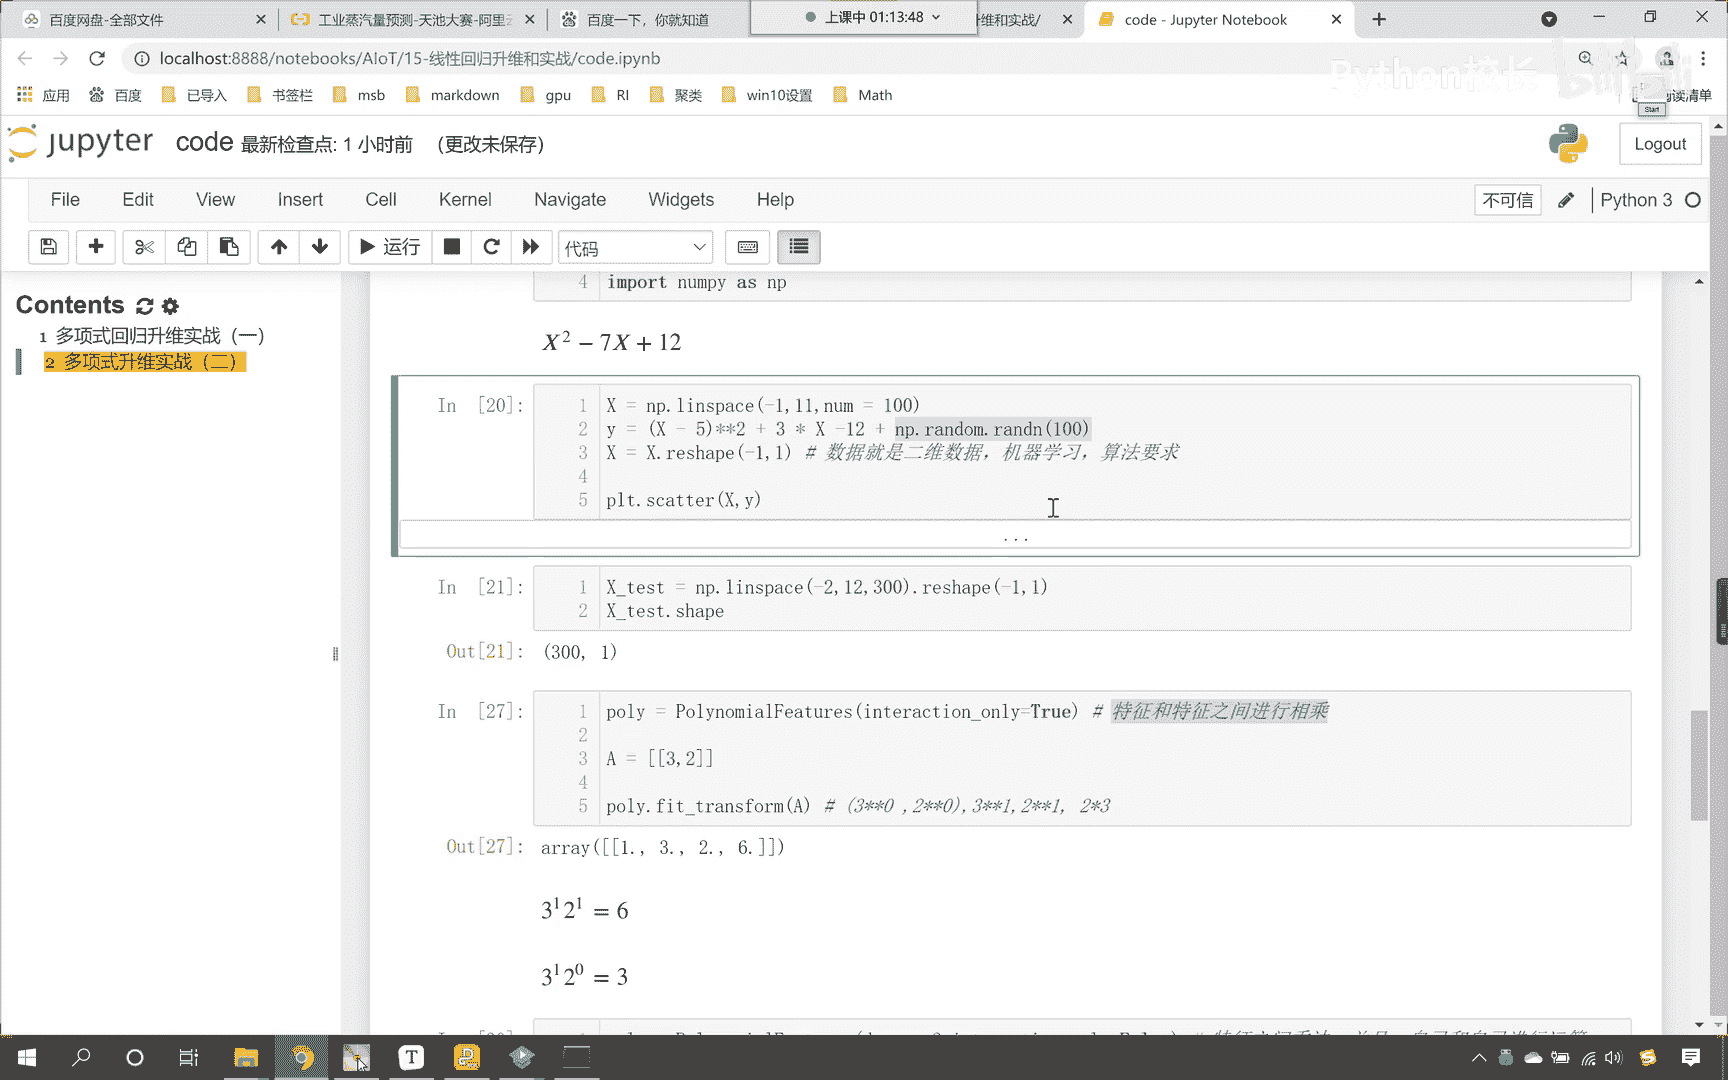 百度网盘-全部文件
工业蒸汽量预测-天池大赛-阿里云
百度一下，你就知道
上课中 01:13:48
维和实战/
code - Jupyter Notebook
localhost:8888/notebooks/AIoT/15-线性回归升维和实战/code.ipynb
Python校长
bilibili
应用 百度 已导入 书签栏 msb markdown gpu RI 聚类 win10设置 Math
阅读清单
Start
jupyter code 最新检查点: 1 小时前 (更改未保存)
Logout
File Edit View Insert Cell Kernel Navigate Widgets Help
不可信
Python 3
运行
代码
Contents
1 多项式回归升维实战（一）
2 多项式升维实战（二）
4 import numpy as np
X² − 7X + 12
In [20]:
1 X = np.linspace(-1,11,num = 100)
2 y = (X - 5)**2 + 3 * X -12 + np.random.randn(100)
3 X = X.reshape(-1,1) # 数据就是二维数据，机器学习，算法要求
4
5 plt.scatter(X,y)
...
In [21]:
1 X_test = np.linspace(-2,12,300).reshape(-1,1)
2 X_test.shape
Out[21]: (300, 1)
In [27]:
1 poly = PolynomialFeatures(interaction_only=True) # 特征和特征之间进行相乘
2
3 A = [[3,2]]
4
5 poly.fit_transform(A) # (3**0 ,2**0),3**1,2**1, 2*3
Out[27]: array([[1., 3., 2., 6.]])
3¹2¹ = 6
3¹2⁰ = 3